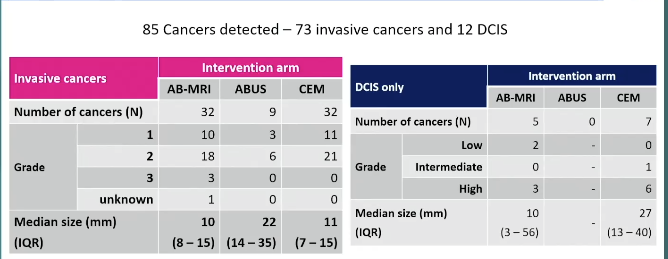 85 Cancers detected – 73 invasive cancers and 12 DCIS
Invasive cancers
Intervention arm
AB-MRI ABUS CEM
Number of cancers (N) 32 9 32
Grade
1 10 3 11
2 18 6 21
3 3 0 0
unknown 1 0 0
Median size (mm) 10 22 11
(IQR) (8 – 15) (14 – 35) (7 – 15)
DCIS only
Intervention arm
AB-MRI ABUS CEM
Number of cancers (N) 5 0 7
Grade
Low 2 - 0
Intermediate 0 - 1
High 3 - 6
Median size (mm) 10 - 27
(IQR) (3 – 56) (13 – 40)